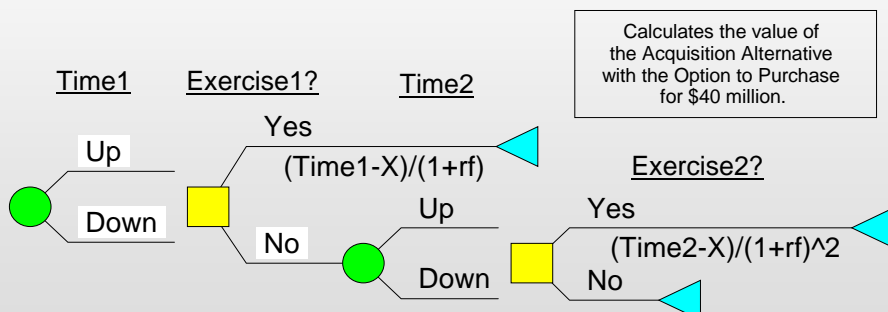 Calculates the value of
the Acquisition Alternative
with the Option to Purchase
for $40 million.
Time1
Exercise1?
Time2
Yes
(Time1-X)/(1+rf)
Up
Down
No
Exercise2?
Up
Down
Yes
(Time2-X)/(1+rf)^2
No